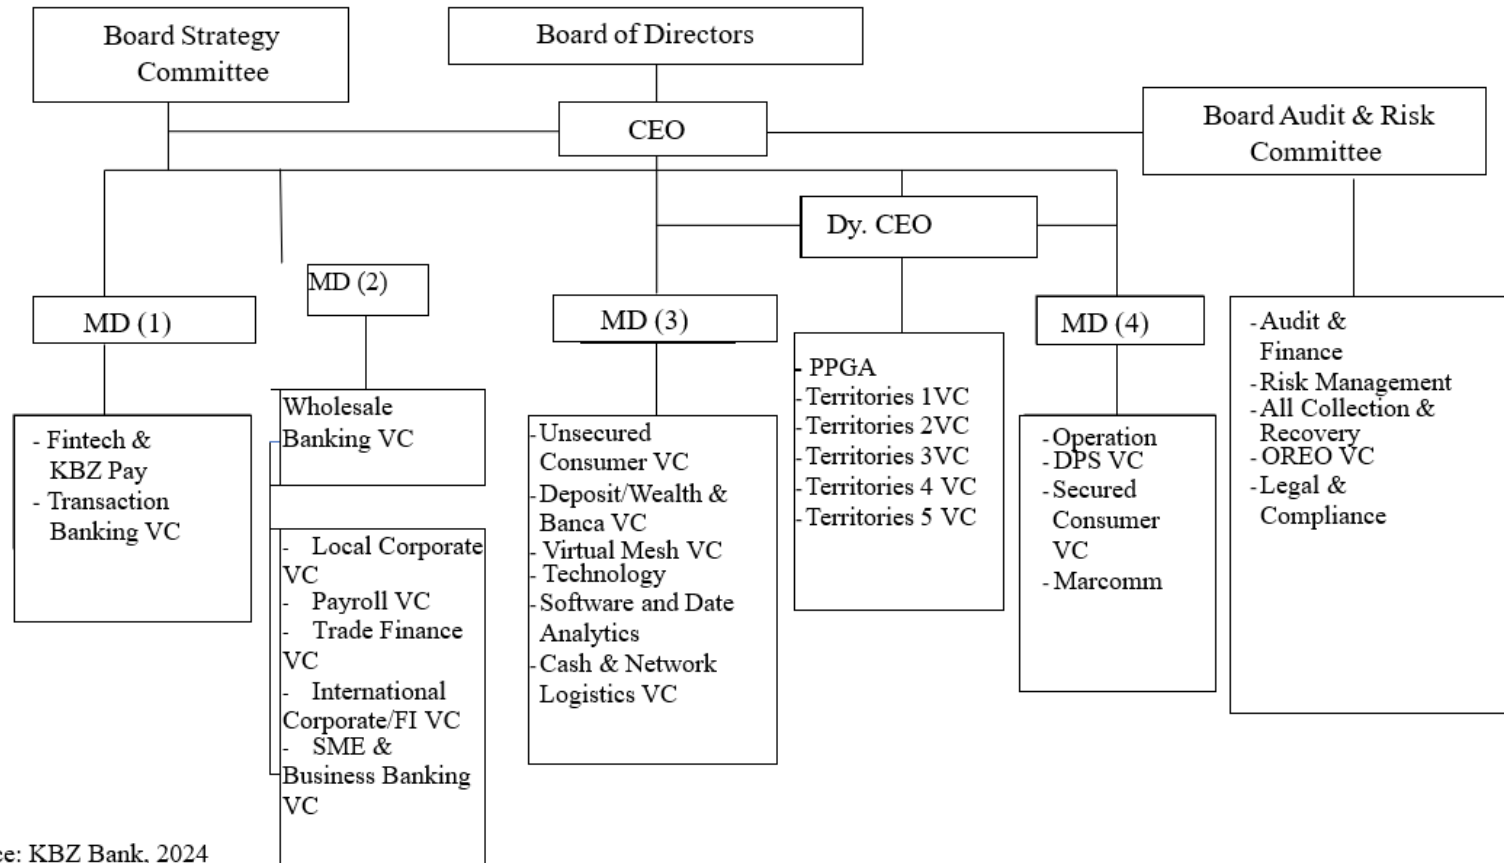 Board Strategy
Committee
Board of Directors
CEO
Board Audit & Risk
Committee
Dy. CEO
MD (1)
MD (2)
MD (3)
MD (4)
- Fintech &
KBZ Pay
- Transaction
Banking VC
Wholesale
Banking VC
- Local Corporate
VC
- Payroll VC
- Trade Finance
VC
- International
Corporate/FI VC
- SME &
Business Banking
VC
- Unsecured
Consumer VC
- Deposit/Wealth &
Banca VC
- Virtual Mesh VC
- Technology
- Software and Date
Analytics
- Cash & Network
Logistics VC
- PPGA
- Territories 1VC
- Territories 2VC
- Territories 3VC
- Territories 4 VC
- Territories 5 VC
- Operation
- DPS VC
- Secured
Consumer
VC
- Marcomm
- Audit &
Finance
- Risk Management
- All Collection &
Recovery
- OREO VC
- Legal &
Compliance
ce: KBZ Bank, 2024